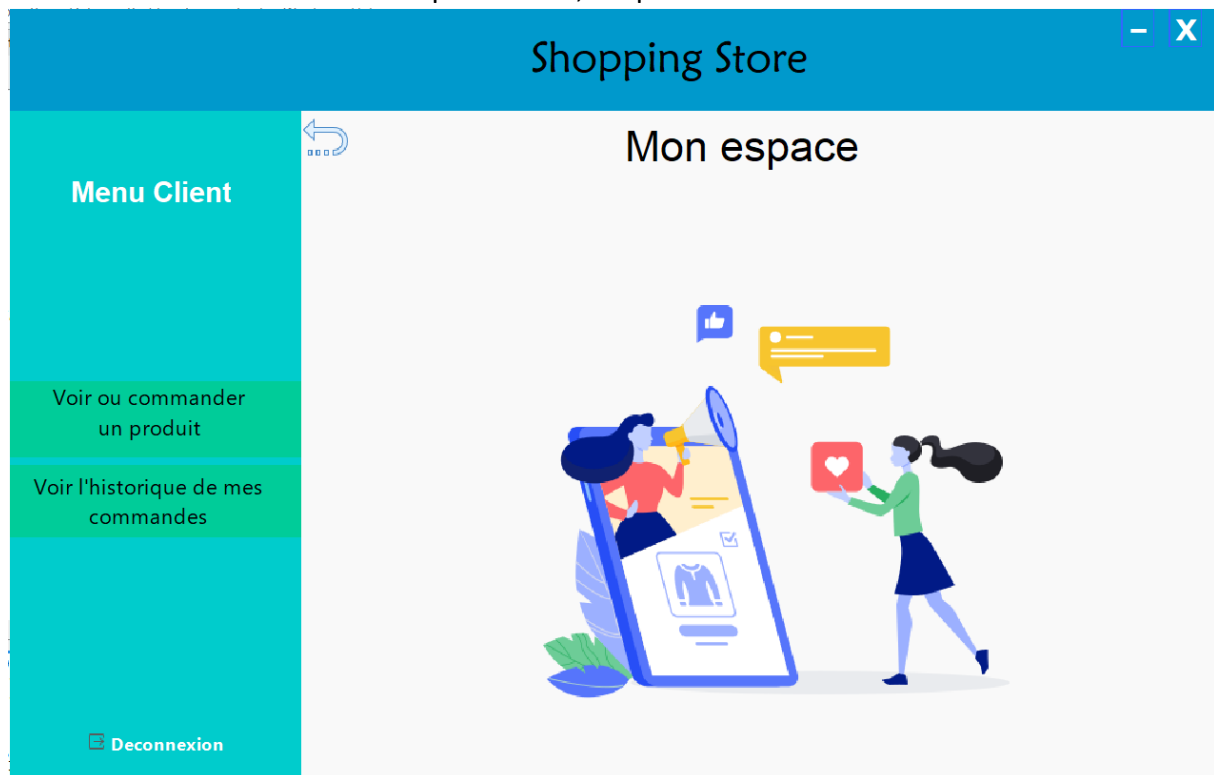 Shopping Store
– X
Mon espace
Menu Client
Voir ou commander
un produit
Voir l'historique de mes
commandes
Deconnexion